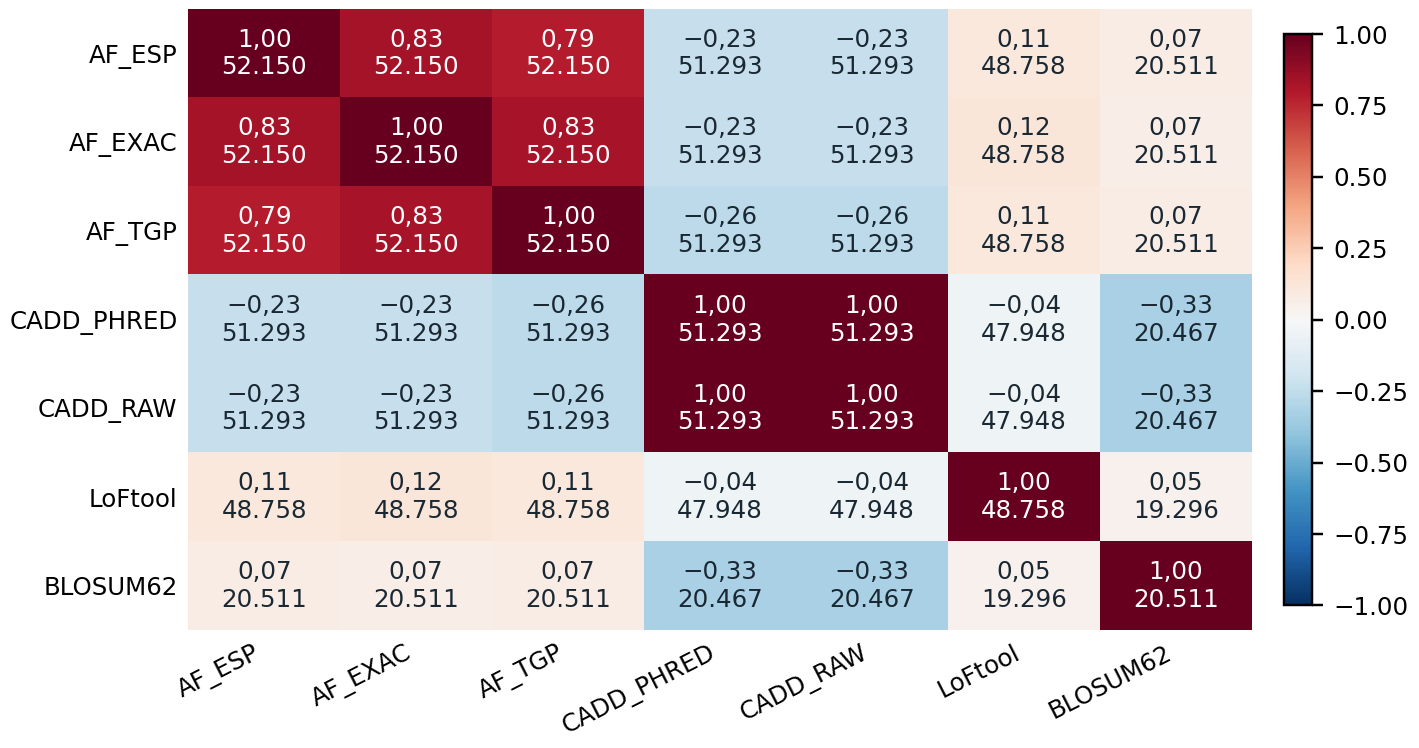 AF_ESP
1,00 0,83 0,79 −0,23 −0,23 0,11 0,07
52.150 52.150 52.150 51.293 51.293 48.758 20.511
AF_EXAC
0,83 1,00 0,83 −0,23 −0,23 0,12 0,07
52.150 52.150 52.150 51.293 51.293 48.758 20.511
AF_TGP
0,79 0,83 1,00 −0,26 −0,26 0,11 0,07
52.150 52.150 52.150 51.293 51.293 48.758 20.511
CADD_PHRED
−0,23 −0,23 −0,26 1,00 1,00 −0,04 −0,33
51.293 51.293 51.293 51.293 51.293 47.948 20.467
CADD_RAW
−0,23 −0,23 −0,26 1,00 1,00 −0,04 −0,33
51.293 51.293 51.293 51.293 51.293 47.948 20.467
LoFtool
0,11 0,12 0,11 −0,04 −0,04 1,00 0,05
48.758 48.758 48.758 47.948 47.948 48.758 19.296
BLOSUM62
0,07 0,07 0,07 −0,33 −0,33 0,05 1,00
20.511 20.511 20.511 20.467 20.467 19.296 20.511
AF_ESP AF_EXAC AF_TGP CADD_PHRED CADD_RAW LoFtool BLOSUM62
1.00
0.75
0.50
0.25
0.00
−0.25
−0.50
−0.75
−1.00